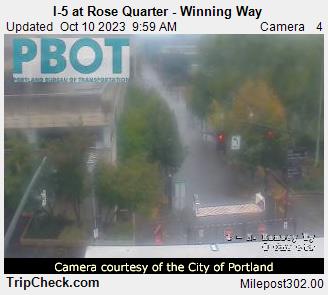 I-5 at Rose Quarter - Winning Way
Updated Oct 10 2023 9:59 AM Camera 4
PBOT
PORTLAND BUREAU OF TRANSPORTATION
Camera courtesy of the City of Portland
TripCheck.com Milepost302.00